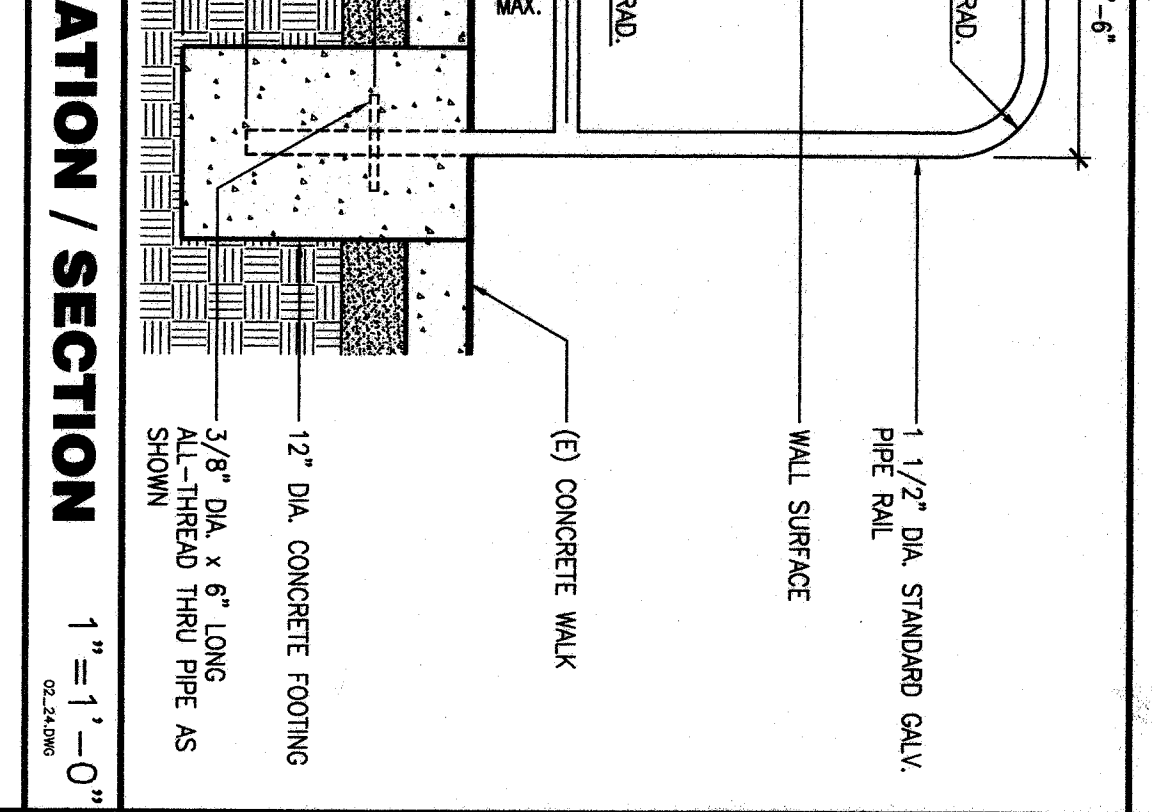 '-6"
RAD.
RAD.
MAX.
1 1/2" DIA. STANDARD GALV.
PIPE RAIL
WALL SURFACE
(E) CONCRETE WALK
12" DIA. CONCRETE FOOTING
3/8" DIA. x 6" LONG
ALL-THREAD THRU PIPE AS
SHOWN
ATION / SECTION
1"=1'-0"
02_24.DWG